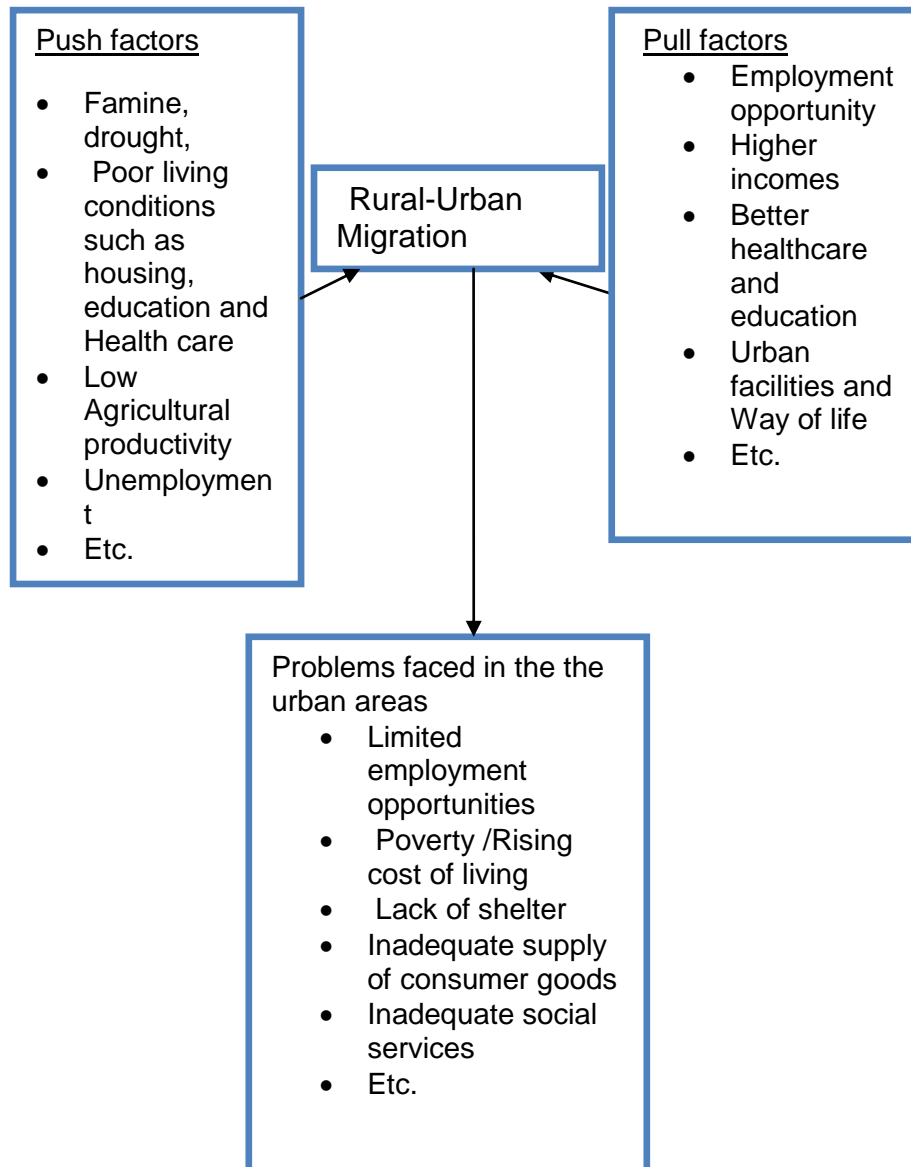 Push factors
• Famine,
drought,
• Poor living
conditions
such as
housing,
education and
Health care
• Low
Agricultural
productivity
• Unemploymen
t
• Etc.
Rural-Urban
Migration
Pull factors
• Employment
opportunity
• Higher
incomes
• Better
healthcare
and
education
• Urban
facilities and
Way of life
• Etc.
Problems faced in the the
urban areas
• Limited
employment
opportunities
• Poverty /Rising
cost of living
• Lack of shelter
• Inadequate supply
of consumer goods
• Inadequate social
services
• Etc.